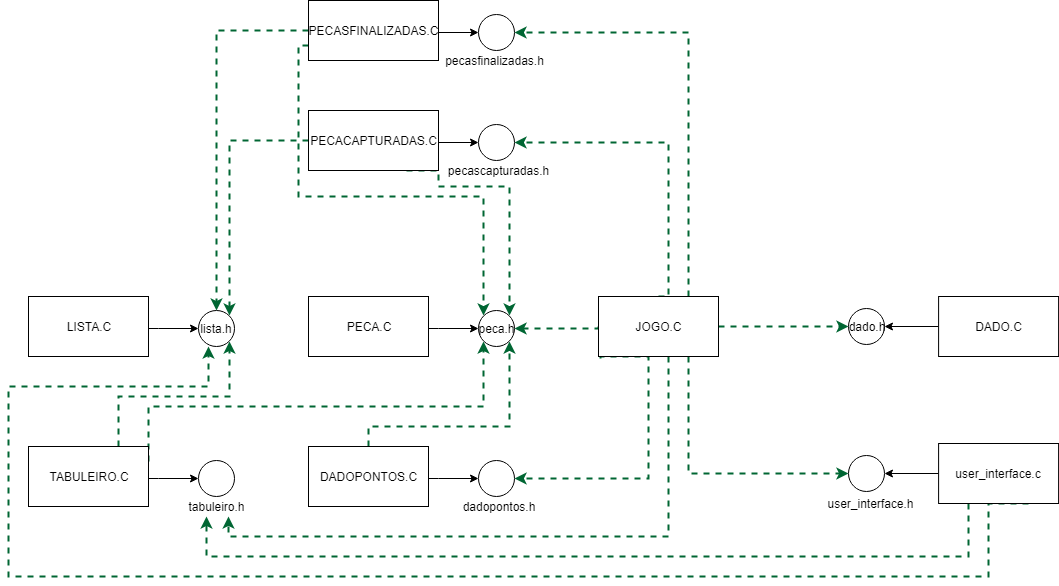 PECASFINALIZADAS.C
pecasfinalizadas.h
PECACAPTURADAS.C
pecascapturadas.h
LISTA.C
lista.h
PECA.C
peca.h
JOGO.C
dado.h
DADO.C
TABULEIRO.C
tabuleiro.h
DADOPONTOS.C
dadopontos.h
user_interface.h
user_interface.c